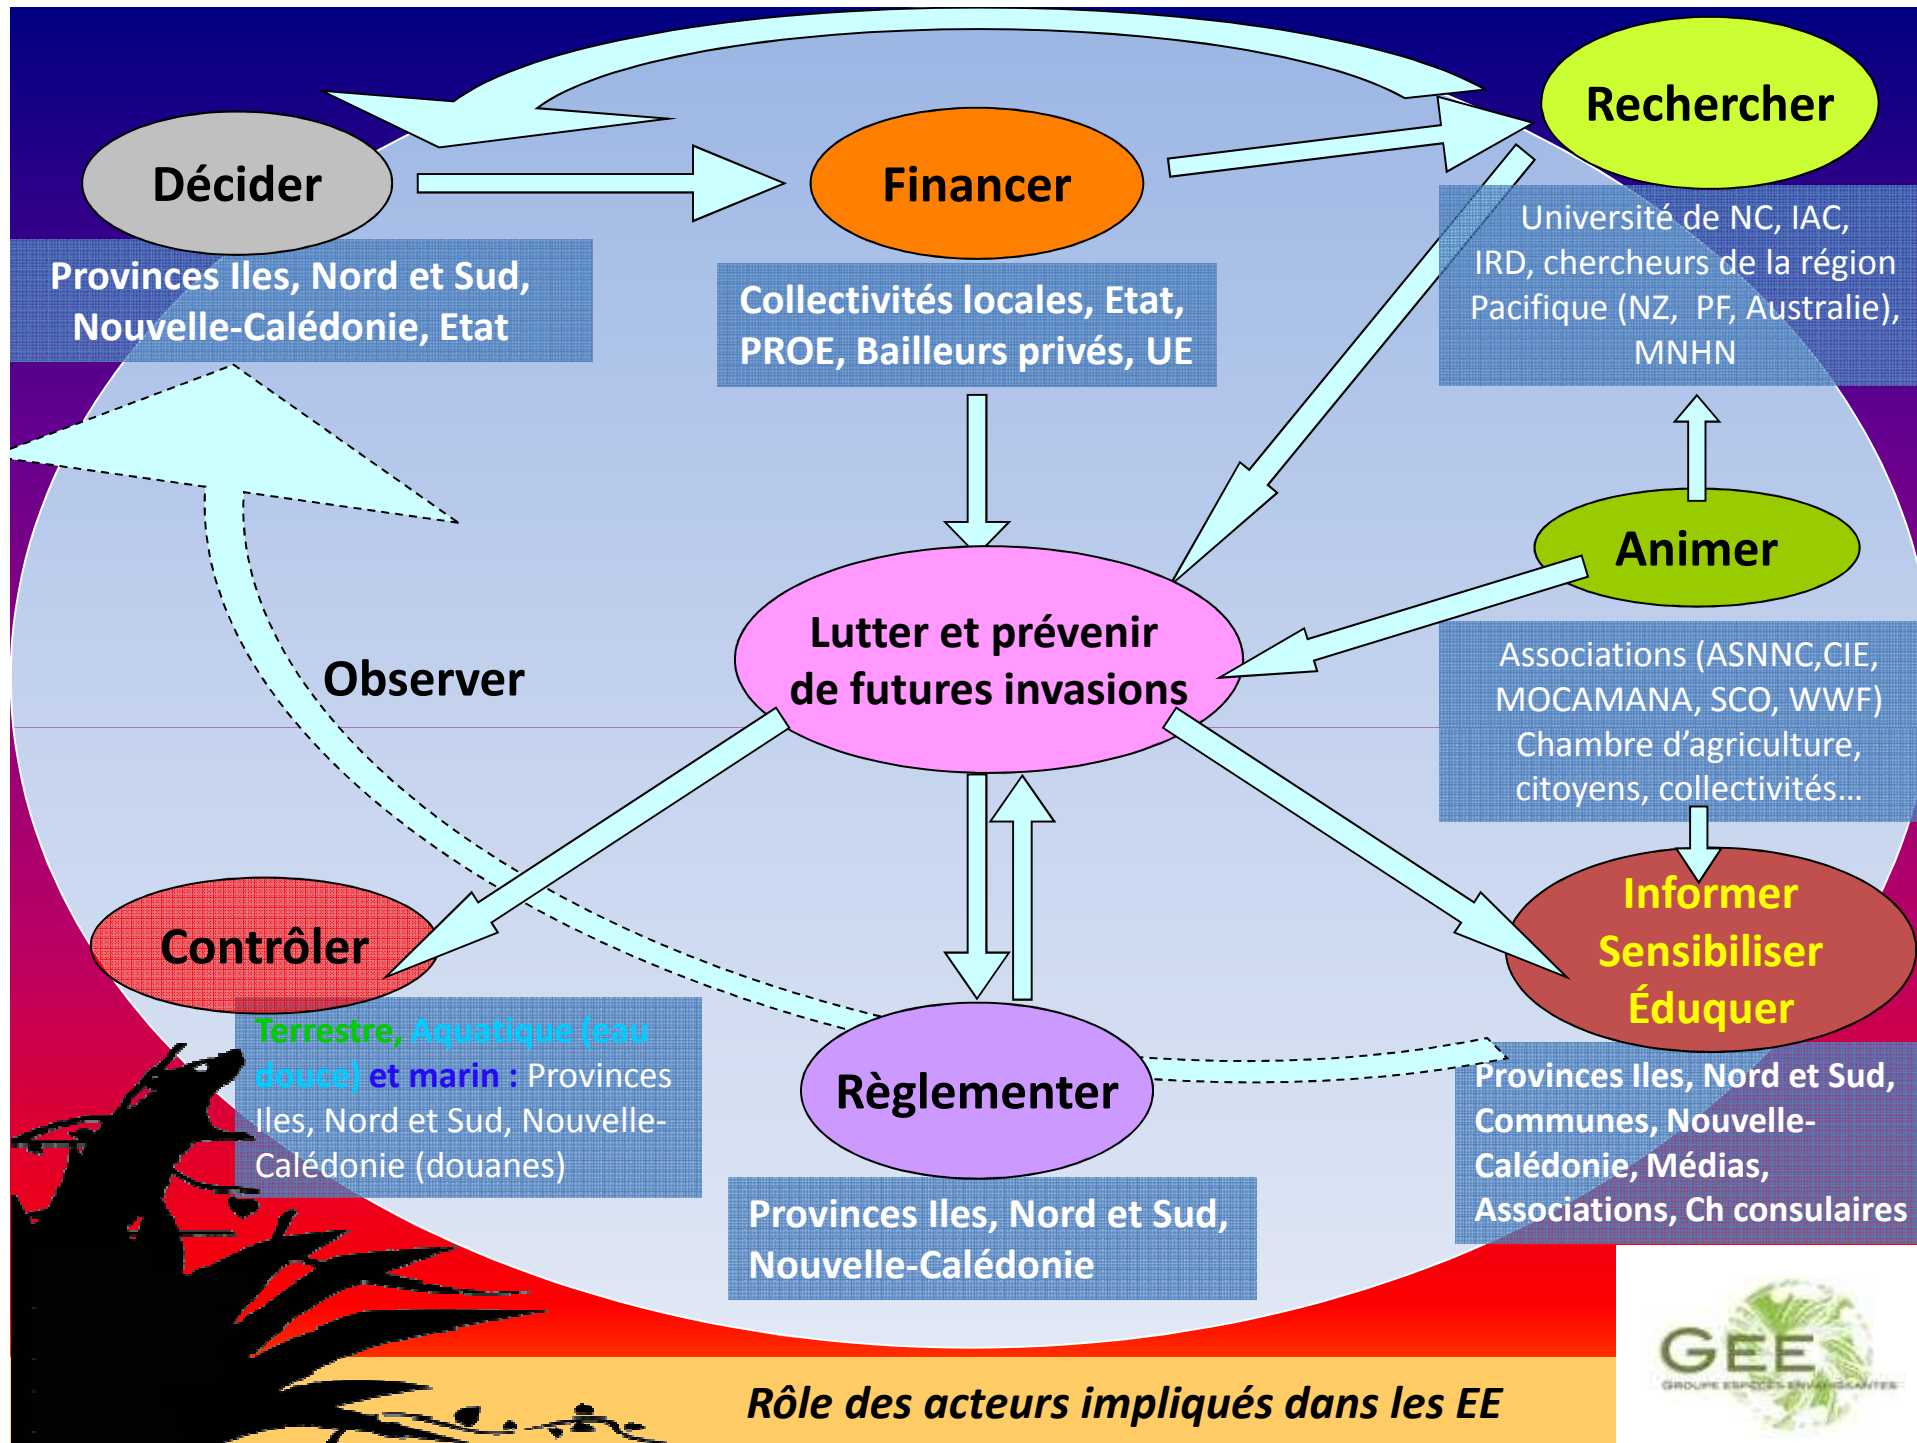 Rechercher
Décider
Financer
Université de NC, IAC,
IRD, chercheurs de la région
Pacifique (NZ, PF, Australie),
MNHN
Provinces Iles, Nord et Sud,
Nouvelle-Calédonie, Etat
Collectivités locales, Etat,
PROE, Bailleurs privés, UE
Animer
Lutter et prévenir
de futures invasions
Observer
Associations (ASNNC,CIE,
MOCAMANA, SCO, WWF)
Chambre d’agriculture,
citoyens, collectivités…
Contrôler
Informer
Sensibiliser
Éduquer
Terrestre, Aquatique (eau
douce) et marin : Provinces
Iles, Nord et Sud, Nouvelle-
Calédonie (douanes)
Règlementer
Provinces Iles, Nord et Sud,
Communes, Nouvelle-
Calédonie, Médias,
Associations, Ch consulaires
Provinces Iles, Nord et Sud,
Nouvelle-Calédonie
GEE
GROUPE ESPECES ENVAHISSANTES
Rôle des acteurs impliqués dans les EE